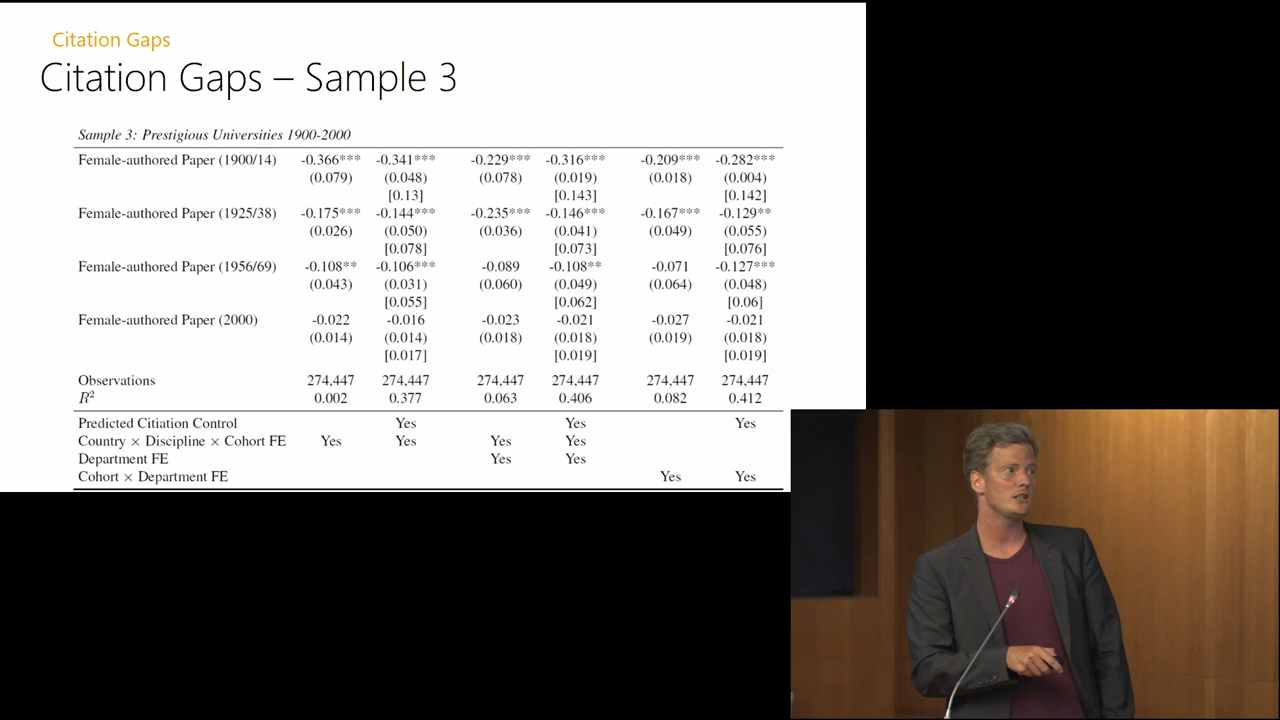 Citation Gaps
Citation Gaps – Sample 3
Sample 3: Prestigious Universities 1900-2000
Female-authored Paper (1900/14) -0.366*** -0.341*** -0.229*** -0.316*** -0.209*** -0.282***
(0.079) (0.048) (0.078) (0.019) (0.018) (0.004)
[0.13] [0.143] [0.142]
Female-authored Paper (1925/38) -0.175*** -0.144*** -0.235*** -0.146*** -0.167*** -0.129**
(0.026) (0.050) (0.036) (0.041) (0.049) (0.055)
[0.078] [0.073] [0.076]
Female-authored Paper (1956/69) -0.108** -0.106*** -0.089 -0.108** -0.071 -0.127***
(0.043) (0.031) (0.060) (0.049) (0.064) (0.048)
[0.055] [0.062] [0.06]
Female-authored Paper (2000) -0.022 -0.016 -0.023 -0.021 -0.027 -0.021
(0.014) (0.014) (0.018) (0.018) (0.019) (0.018)
[0.017] [0.019] [0.019]
Observations 274,447 274,447 274,447 274,447 274,447 274,447
R² 0.002 0.377 0.063 0.406 0.082 0.412
Predicted Citiation Control Yes Yes Yes
Country × Discipline × Cohort FE Yes Yes Yes Yes
Department FE Yes Yes
Cohort × Department FE Yes Yes